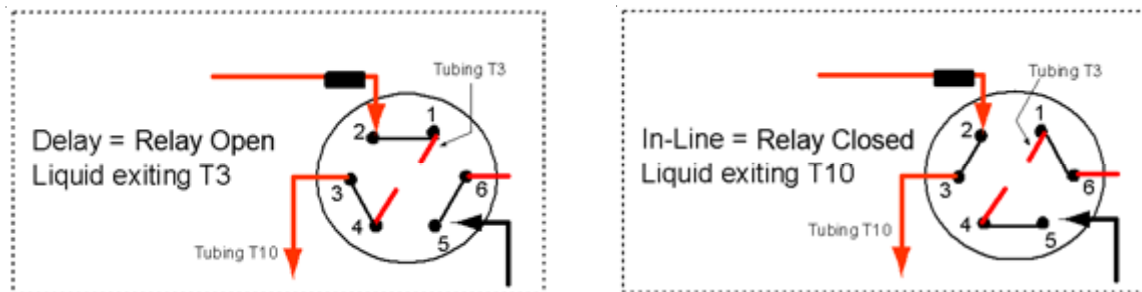 Tubing T3
Delay = Relay Open
Liquid exiting T3
1
2
3
4
5
6
Tubing T10
Tubing T3
In-Line = Relay Closed
Liquid exiting T10
1
2
3
4
5
6
Tubing T10